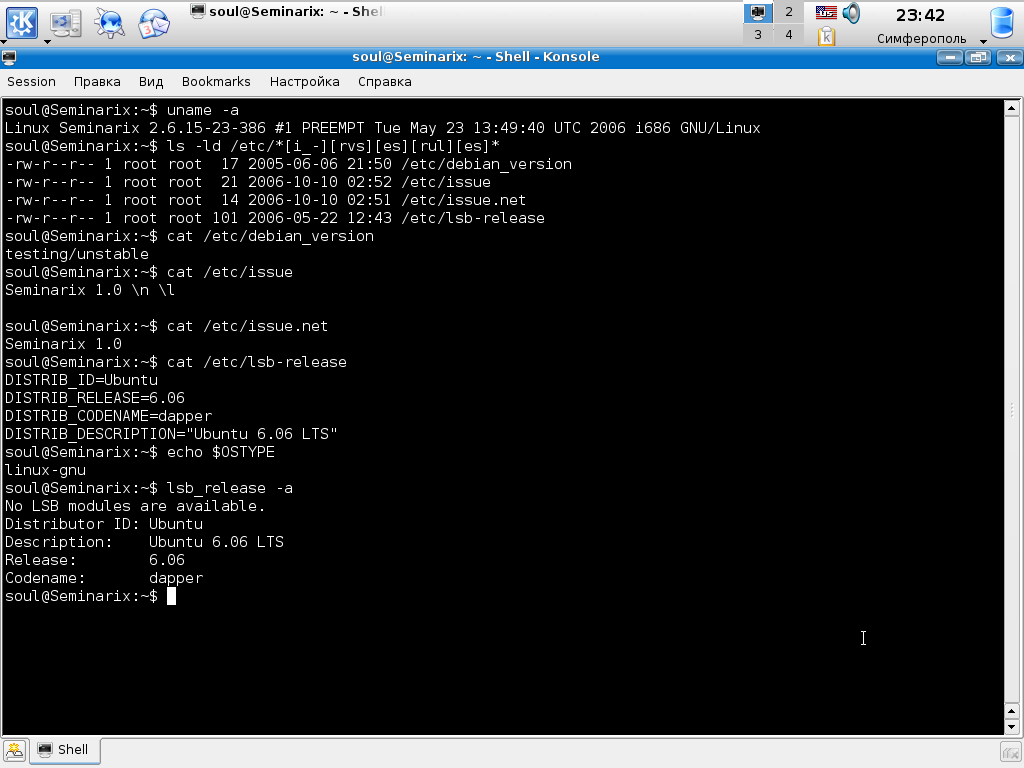 soul@Seminarix: ~ - Shell
2
3 4
23:42
Симферополь
soul@Seminarix: ~ - Shell - Konsole
Session Правка Вид Bookmarks Настройка Справка
soul@Seminarix:~$ uname -a
Linux Seminarix 2.6.15-23-386 #1 PREEMPT Tue May 23 13:49:40 UTC 2006 i686 GNU/Linux
soul@Seminarix:~$ ls -ld /etc/*[i_-][rvs][es][rul][es]*
-rw-r--r-- 1 root root  17 2005-06-06 21:50 /etc/debian_version
-rw-r--r-- 1 root root  21 2006-10-10 02:52 /etc/issue
-rw-r--r-- 1 root root  14 2006-10-10 02:51 /etc/issue.net
-rw-r--r-- 1 root root 101 2006-05-22 12:43 /etc/lsb-release
soul@Seminarix:~$ cat /etc/debian_version
testing/unstable
soul@Seminarix:~$ cat /etc/issue
Seminarix 1.0 \n \l
soul@Seminarix:~$ cat /etc/issue.net
Seminarix 1.0
soul@Seminarix:~$ cat /etc/lsb-release
DISTRIB_ID=Ubuntu
DISTRIB_RELEASE=6.06
DISTRIB_CODENAME=dapper
DISTRIB_DESCRIPTION="Ubuntu 6.06 LTS"
soul@Seminarix:~$ echo $OSTYPE
linux-gnu
soul@Seminarix:~$ lsb_release -a
No LSB modules are available.
Distributor ID: Ubuntu
Description:    Ubuntu 6.06 LTS
Release:        6.06
Codename:       dapper
soul@Seminarix:~$
Shell